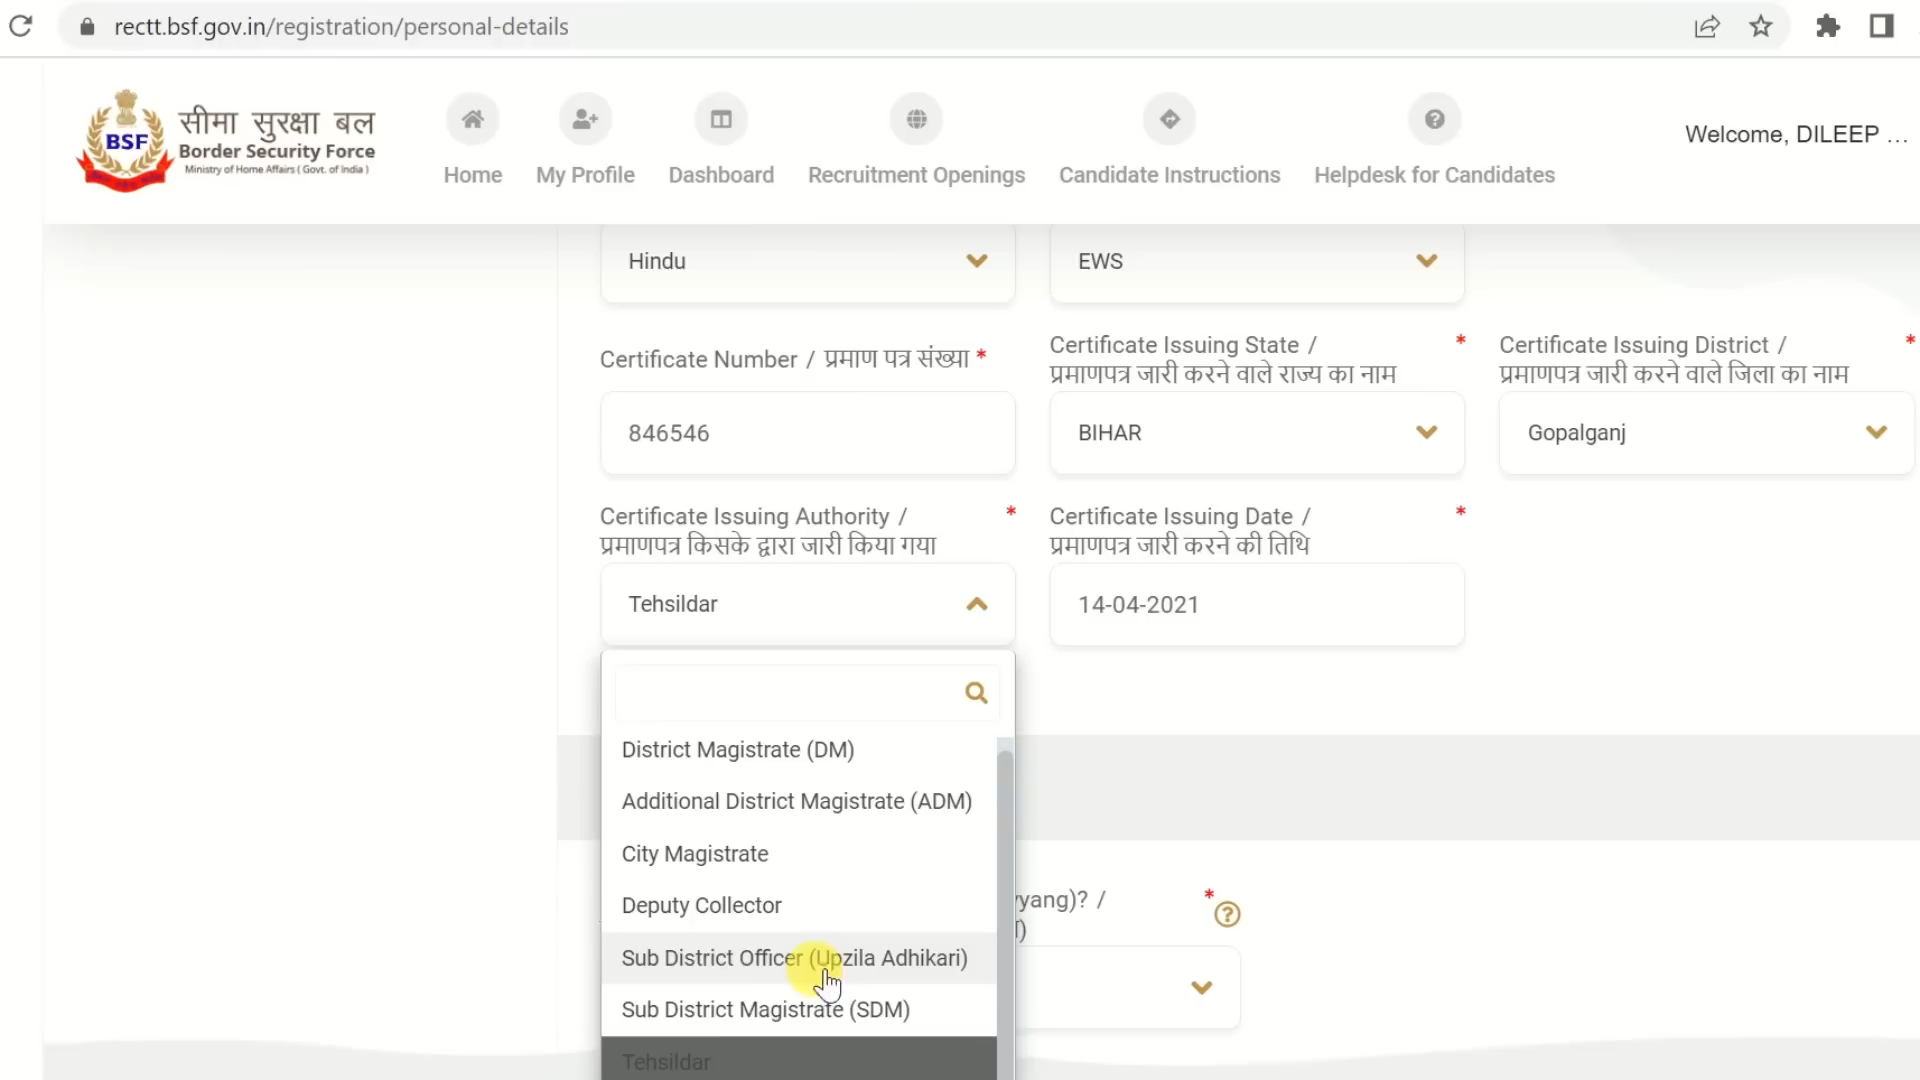 rectt.bsf.gov.in/registration/personal-details
BSF
सीमा सुरक्षा बल
Border Security Force
Ministry of Home Affairs ( Govt. of India )
Home
My Profile
Dashboard
Recruitment Openings
Candidate Instructions
Helpdesk for Candidates
Welcome, DILEEP ...
Hindu
EWS
Certificate Number / प्रमाण पत्र संख्या *
Certificate Issuing State / *
प्रमाणपत्र जारी करने वाले राज्य का नाम
Certificate Issuing District / *
प्रमाणपत्र जारी करने वाले जिला का नाम
846546
BIHAR
Gopalganj
Certificate Issuing Authority / *
प्रमाणपत्र किसके द्वारा जारी किया गया
Certificate Issuing Date / *
प्रमाणपत्र जारी करने की तिथि
Tehsildar
14-04-2021
District Magistrate (DM)
Additional District Magistrate (ADM)
City Magistrate
Deputy Collector
yang)? / *
Sub District Officer (Upzila Adhikari)
Sub District Magistrate (SDM)
Tehsildar